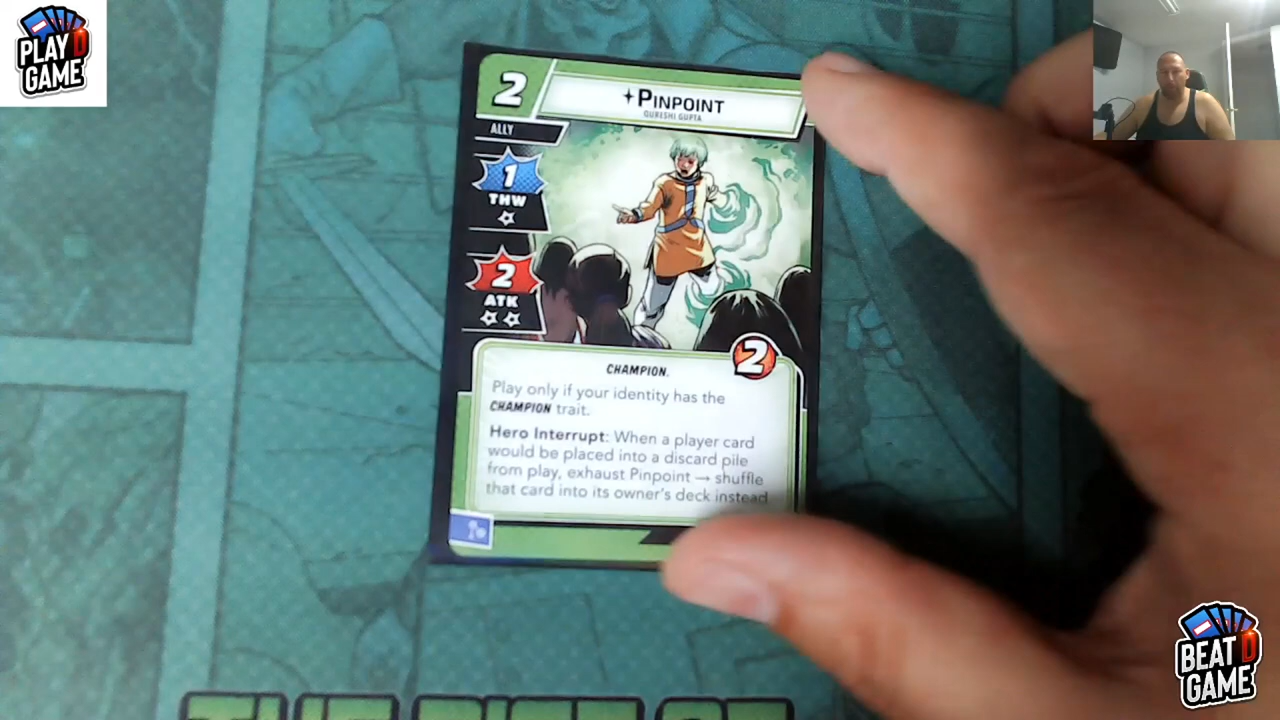 PLAY D
GAME
2
PINPOINT
QUREISHI GUPTA
ALLY
1
THW
2
ATK
2
CHAMPION.
Play only if your identity has the
CHAMPION trait.
Hero Interrupt: When a player card
would be placed into a discard pile
from play, exhaust Pinpoint → shuffle
that card into its owner's deck instead
BEAT D
GAME